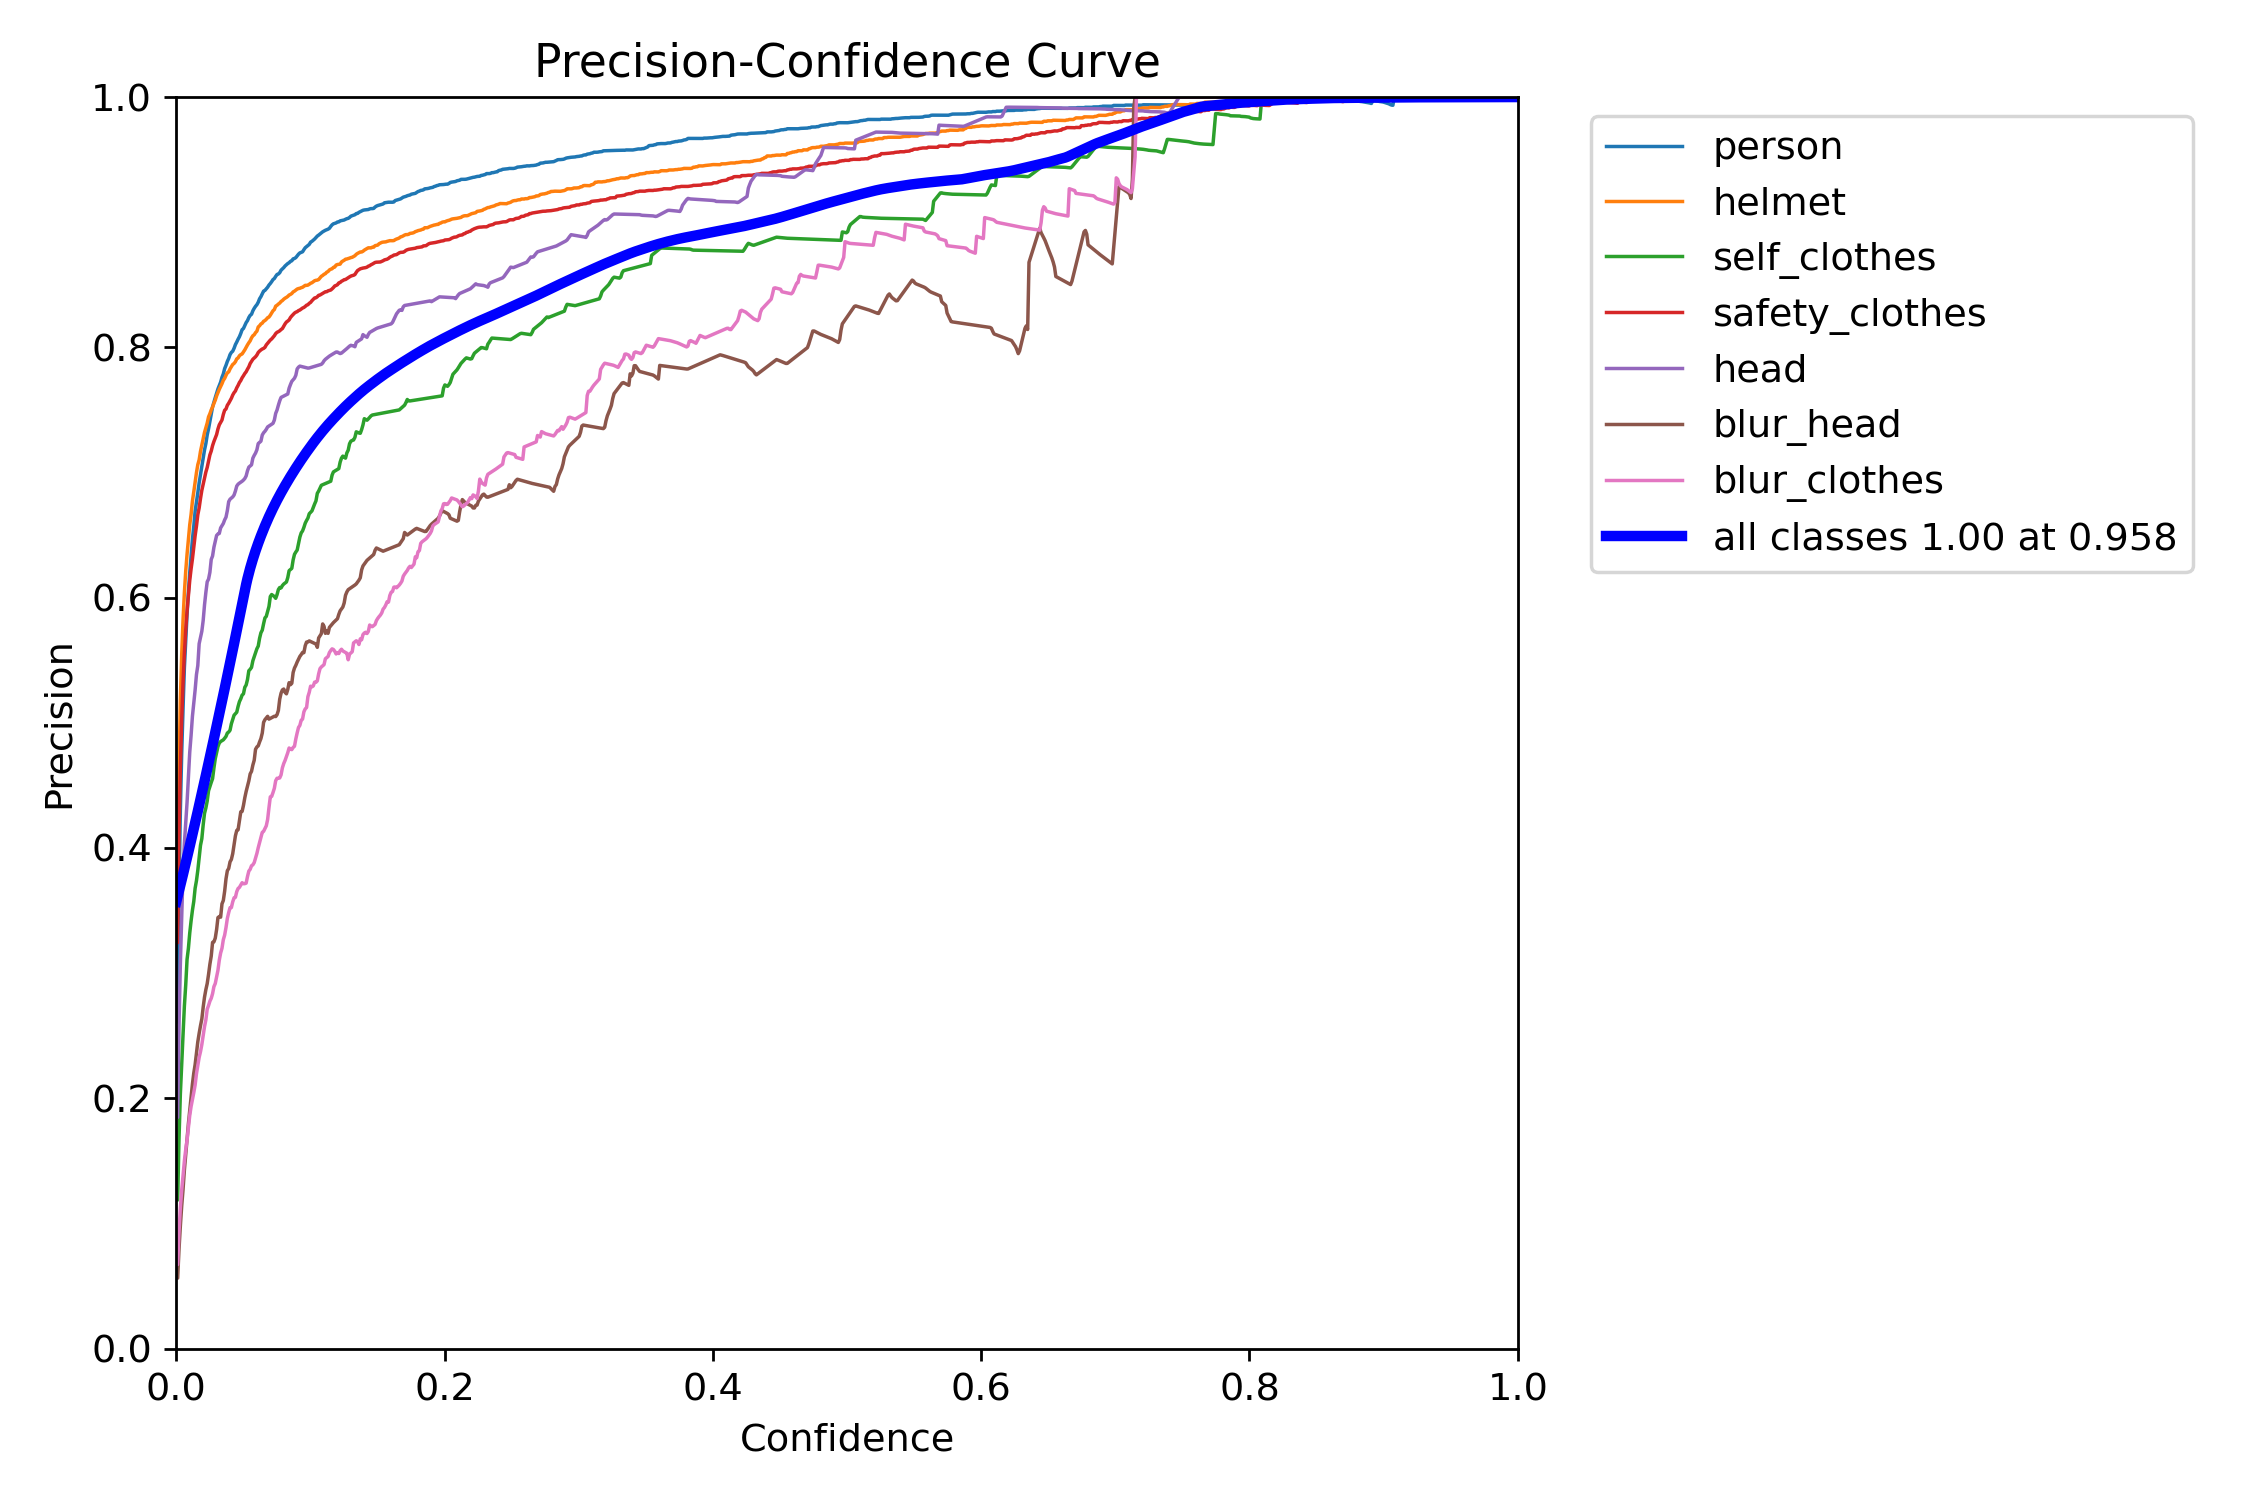 Precision-Confidence Curve
1.0
0.8
0.6
0.4
0.2
0.0
Precision
0.0 0.2 0.4 0.6 0.8 1.0
Confidence
person
helmet
self_clothes
safety_clothes
head
blur_head
blur_clothes
all classes 1.00 at 0.958